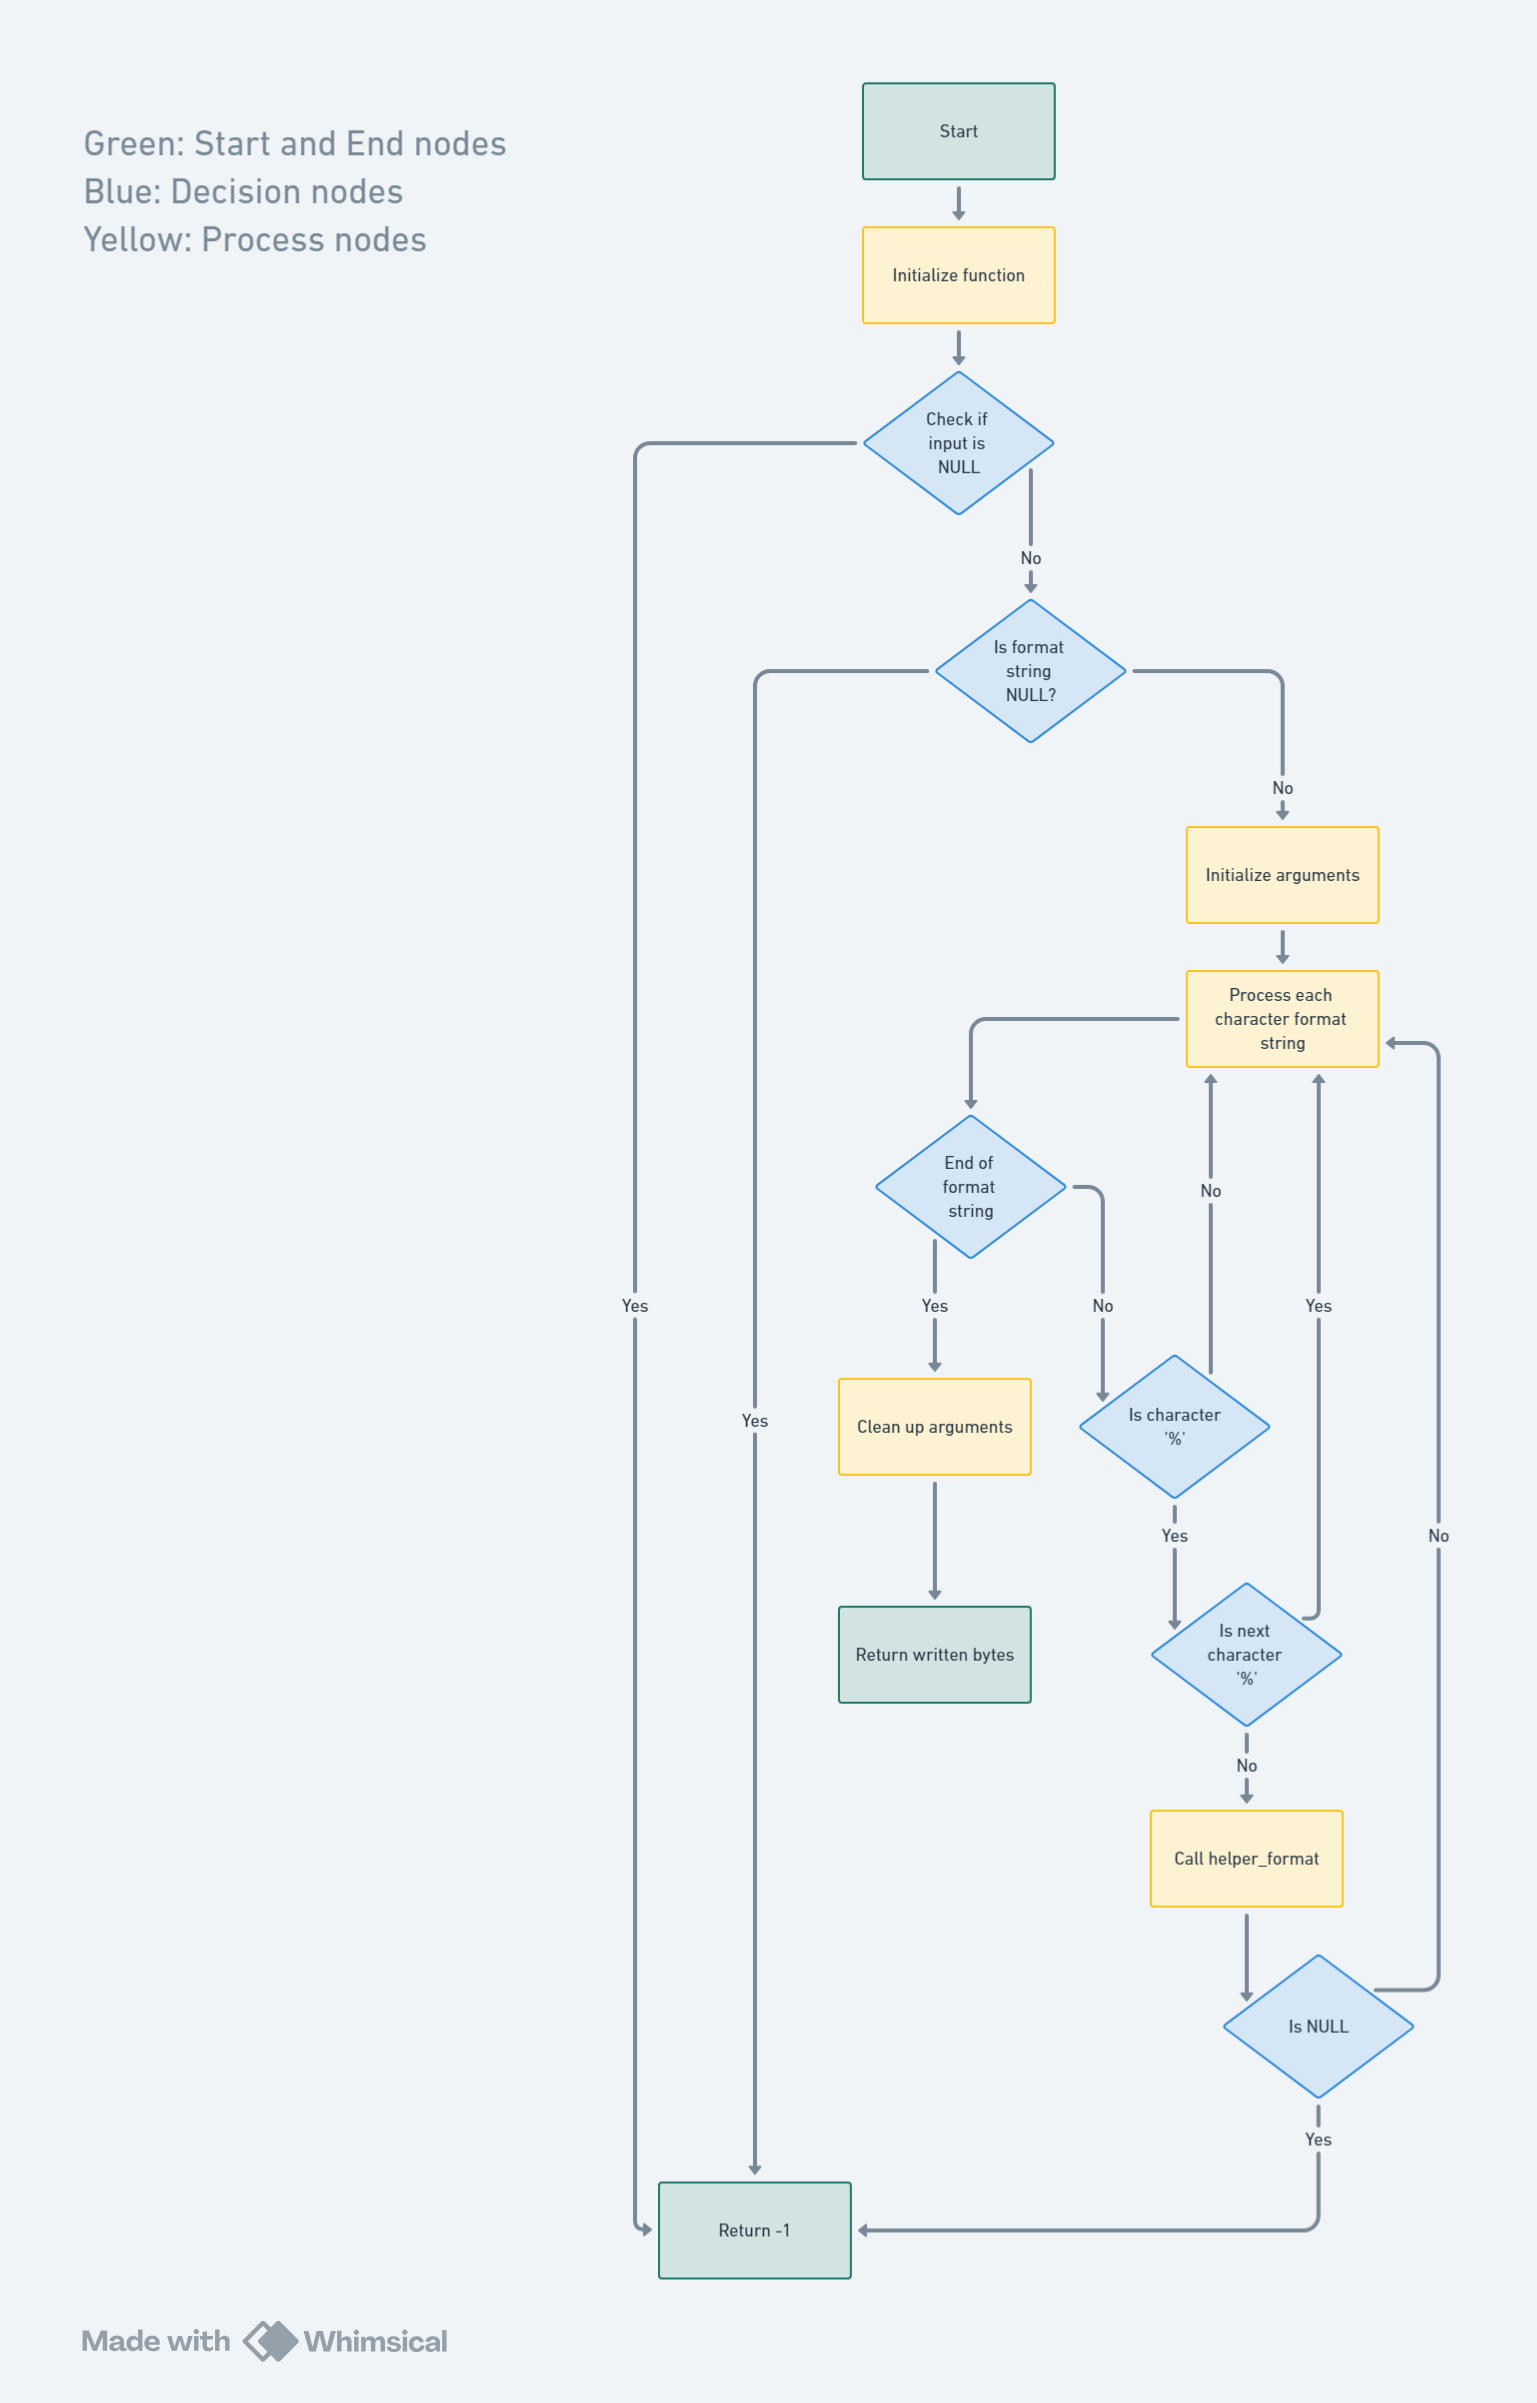 Green: Start and End nodes
Blue: Decision nodes
Yellow: Process nodes
Start
Initialize function
Check if
input is
NULL
No
Is format
string
NULL?
No
Initialize arguments
Process each
character format
string
End of
format
string
No
Yes
Yes
No
Yes
Is character
'%'
Clean up arguments
Yes
Yes
No
Is next
character
'%'
Return written bytes
No
Call helper_format
Is NULL
Yes
Return -1
Made with Whimsical